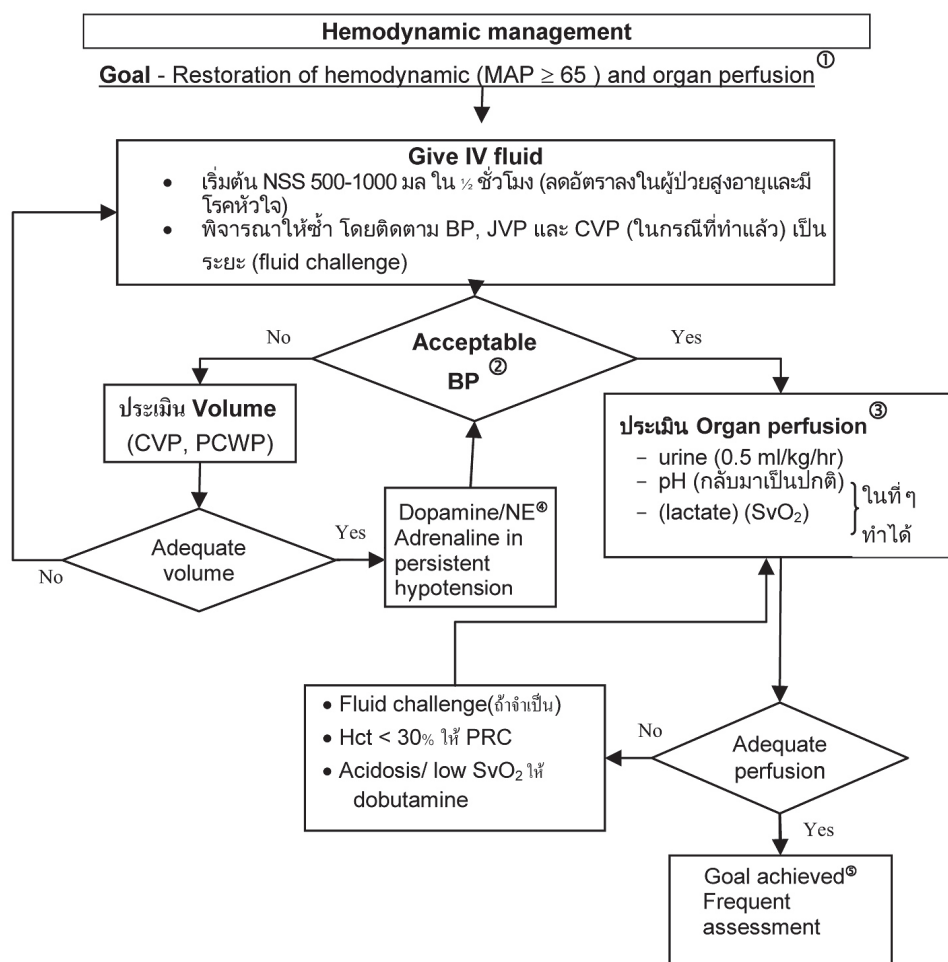 Hemodynamic management
Goal - Restoration of hemodynamic (MAP ≥ 65 ) and organ perfusion①
Give IV fluid
• เริ่มต้น NSS 500-1000 มล ใน ½ ชั่วโมง (ลดอัตราลงในผู้ป่วยสูงอายุและมี
โรคหัวใจ)
• พิจารณาให้ซ้ำ โดยติดตาม BP, JVP และ CVP (ในกรณีที่ทำแล้ว) เป็น
ระยะ (fluid challenge)
No
Acceptable
BP ②
Yes
ประเมิน Volume
(CVP, PCWP)
ประเมิน Organ perfusion③
– urine (0.5 ml/kg/hr)
– pH (กลับมาเป็นปกติ)
– (lactate) (SvO₂)
ในที่ๆ
ทำได้
Adequate
volume
No
Yes
Dopamine/NE④
Adrenaline in
persistent
hypotension
• Fluid challenge(ถ้าจำเป็น)
• Hct < 30% ให้ PRC
• Acidosis/ low SvO₂ ให้
dobutamine
No
Adequate
perfusion
Yes
Goal achieved⑤
Frequent
assessment